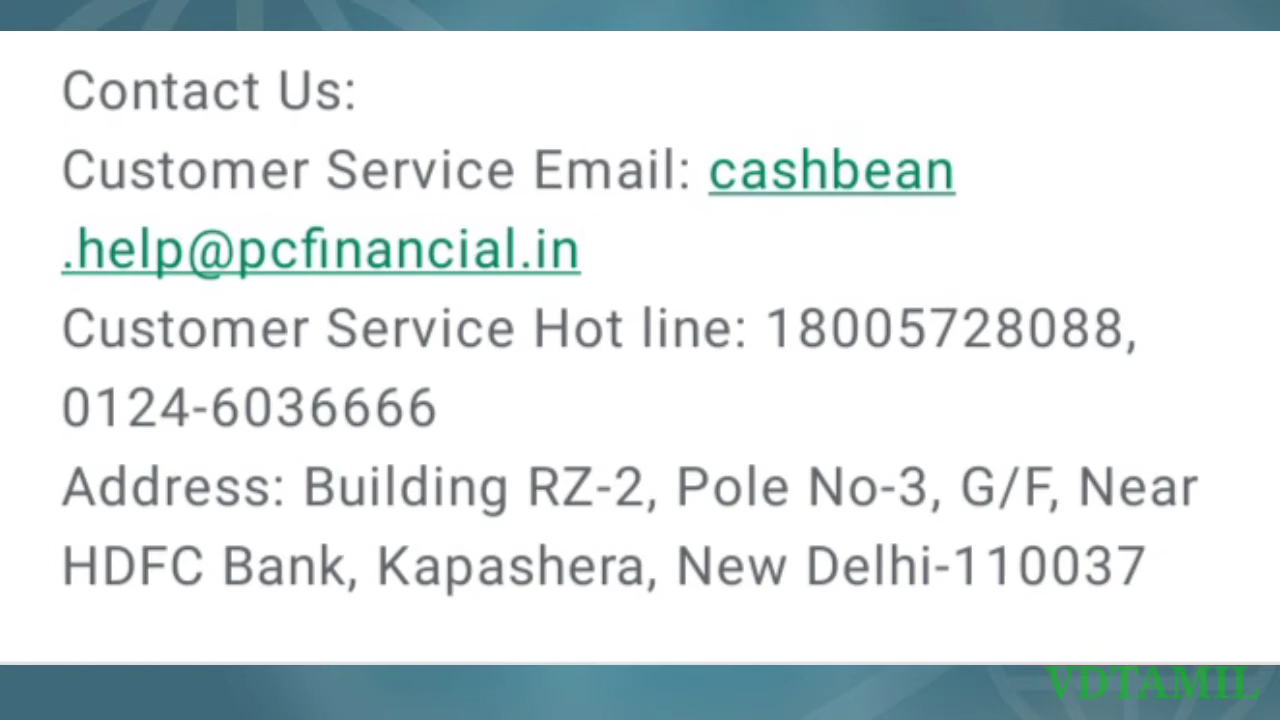 Contact Us:
Customer Service Email: cashbean
.help@pcfinancial.in
Customer Service Hot line: 18005728088,
0124-6036666
Address: Building RZ-2, Pole No-3, G/F, Near
HDFC Bank, Kapashera, New Delhi-110037
VDTAMIL